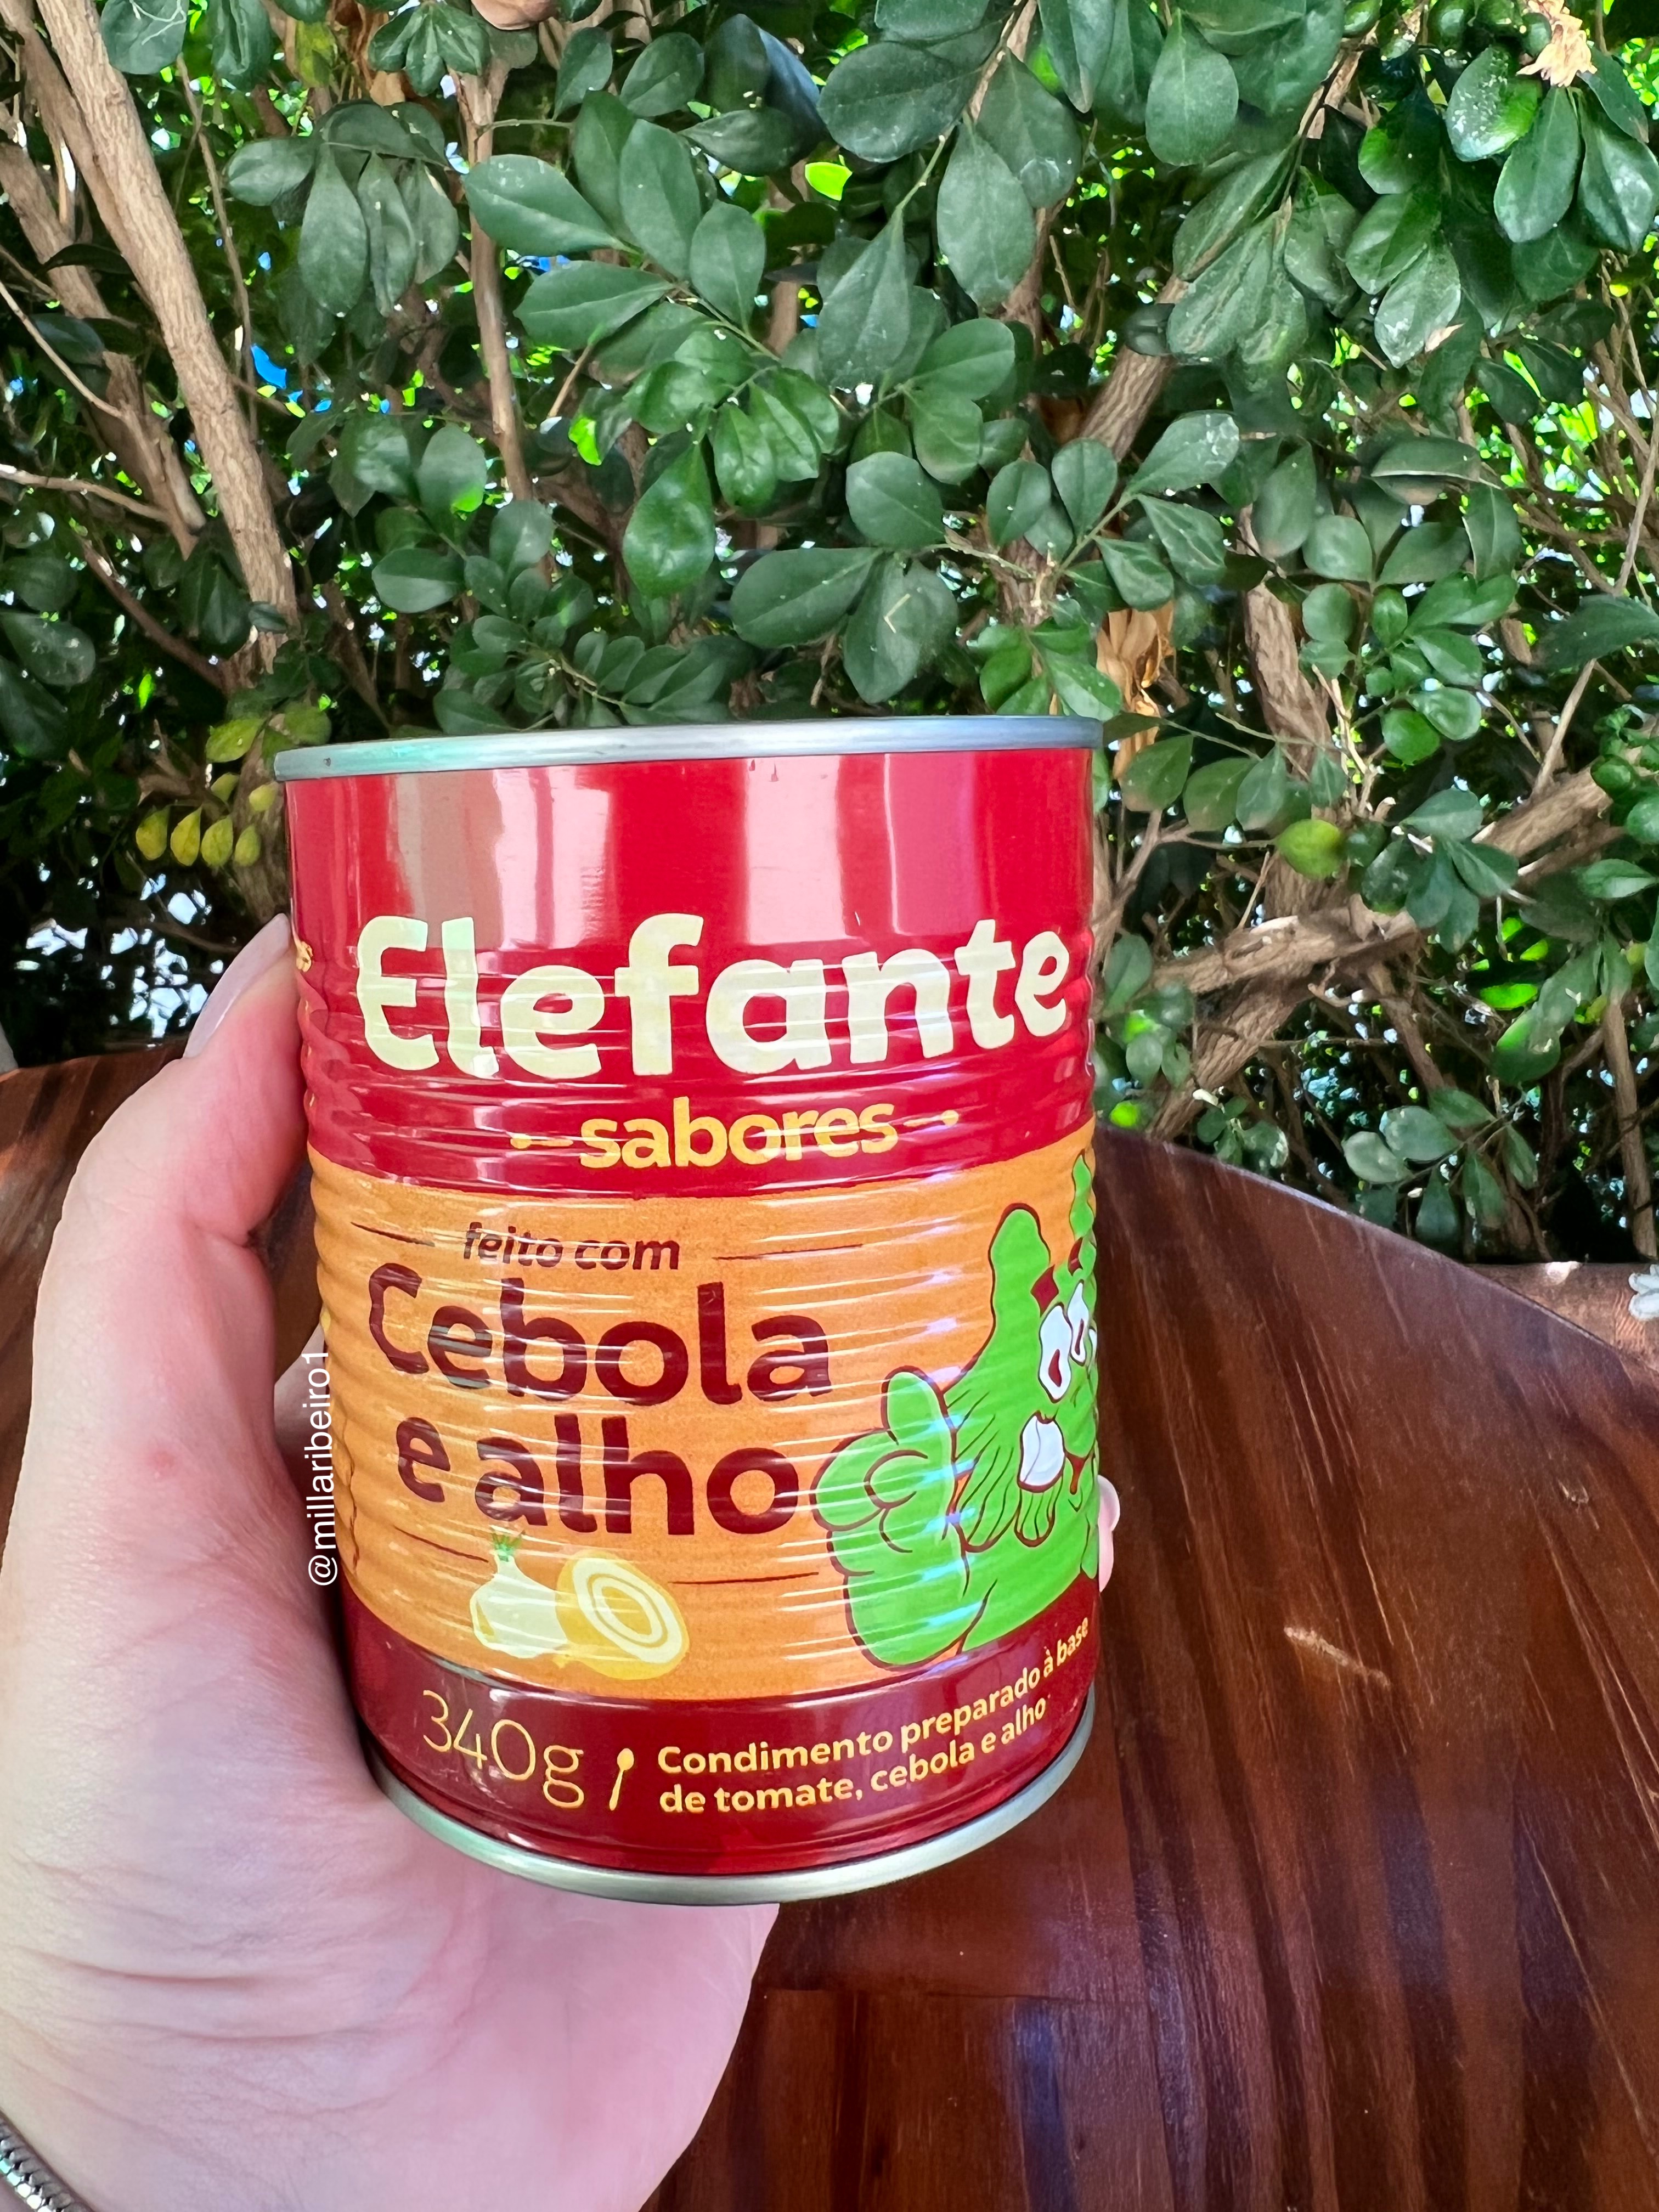 Elefante
sabores
feito com
Cebola
e alho
340g
Condimento preparado à base
de tomate, cebola e alho
@millaribeiro1